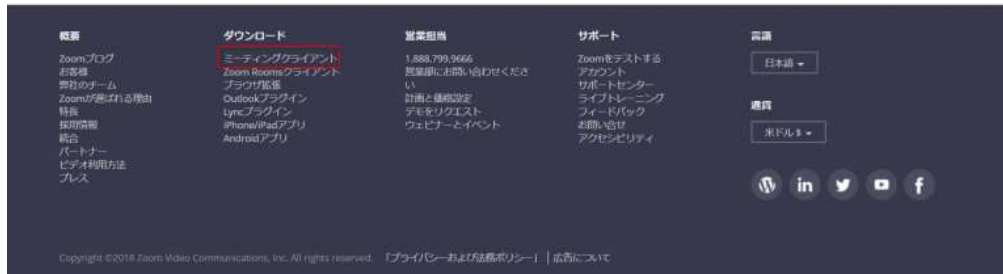 概要
Zoomブログ
お客様
弊社のチーム
Zoomが選ばれる理由
特長
採用情報
統合
パートナー
ビデオ利用方法
プレス
ダウンロード
ミーティングクライアント
Zoom Roomsクライアント
ブラウザ拡張
Outlookプラグイン
Lyncプラグイン
iPhone/iPadアプリ
Androidアプリ
営業担当
1.888.799.9666
営業部にお問い合わせくださ
い
計画と価格設定
デモをリクエスト
ウェビナーとイベント
サポート
Zoomをテストする
アカウント
サポートセンター
ライブトレーニング
フィードバック
お問い合せ
アクセシビリティ
言語
日本語
通貨
米ドル $
Copyright ©2018 Zoom Video Communications, Inc. All rights reserved. 「プライバシーおよび法務ポリシー」 | 広告について